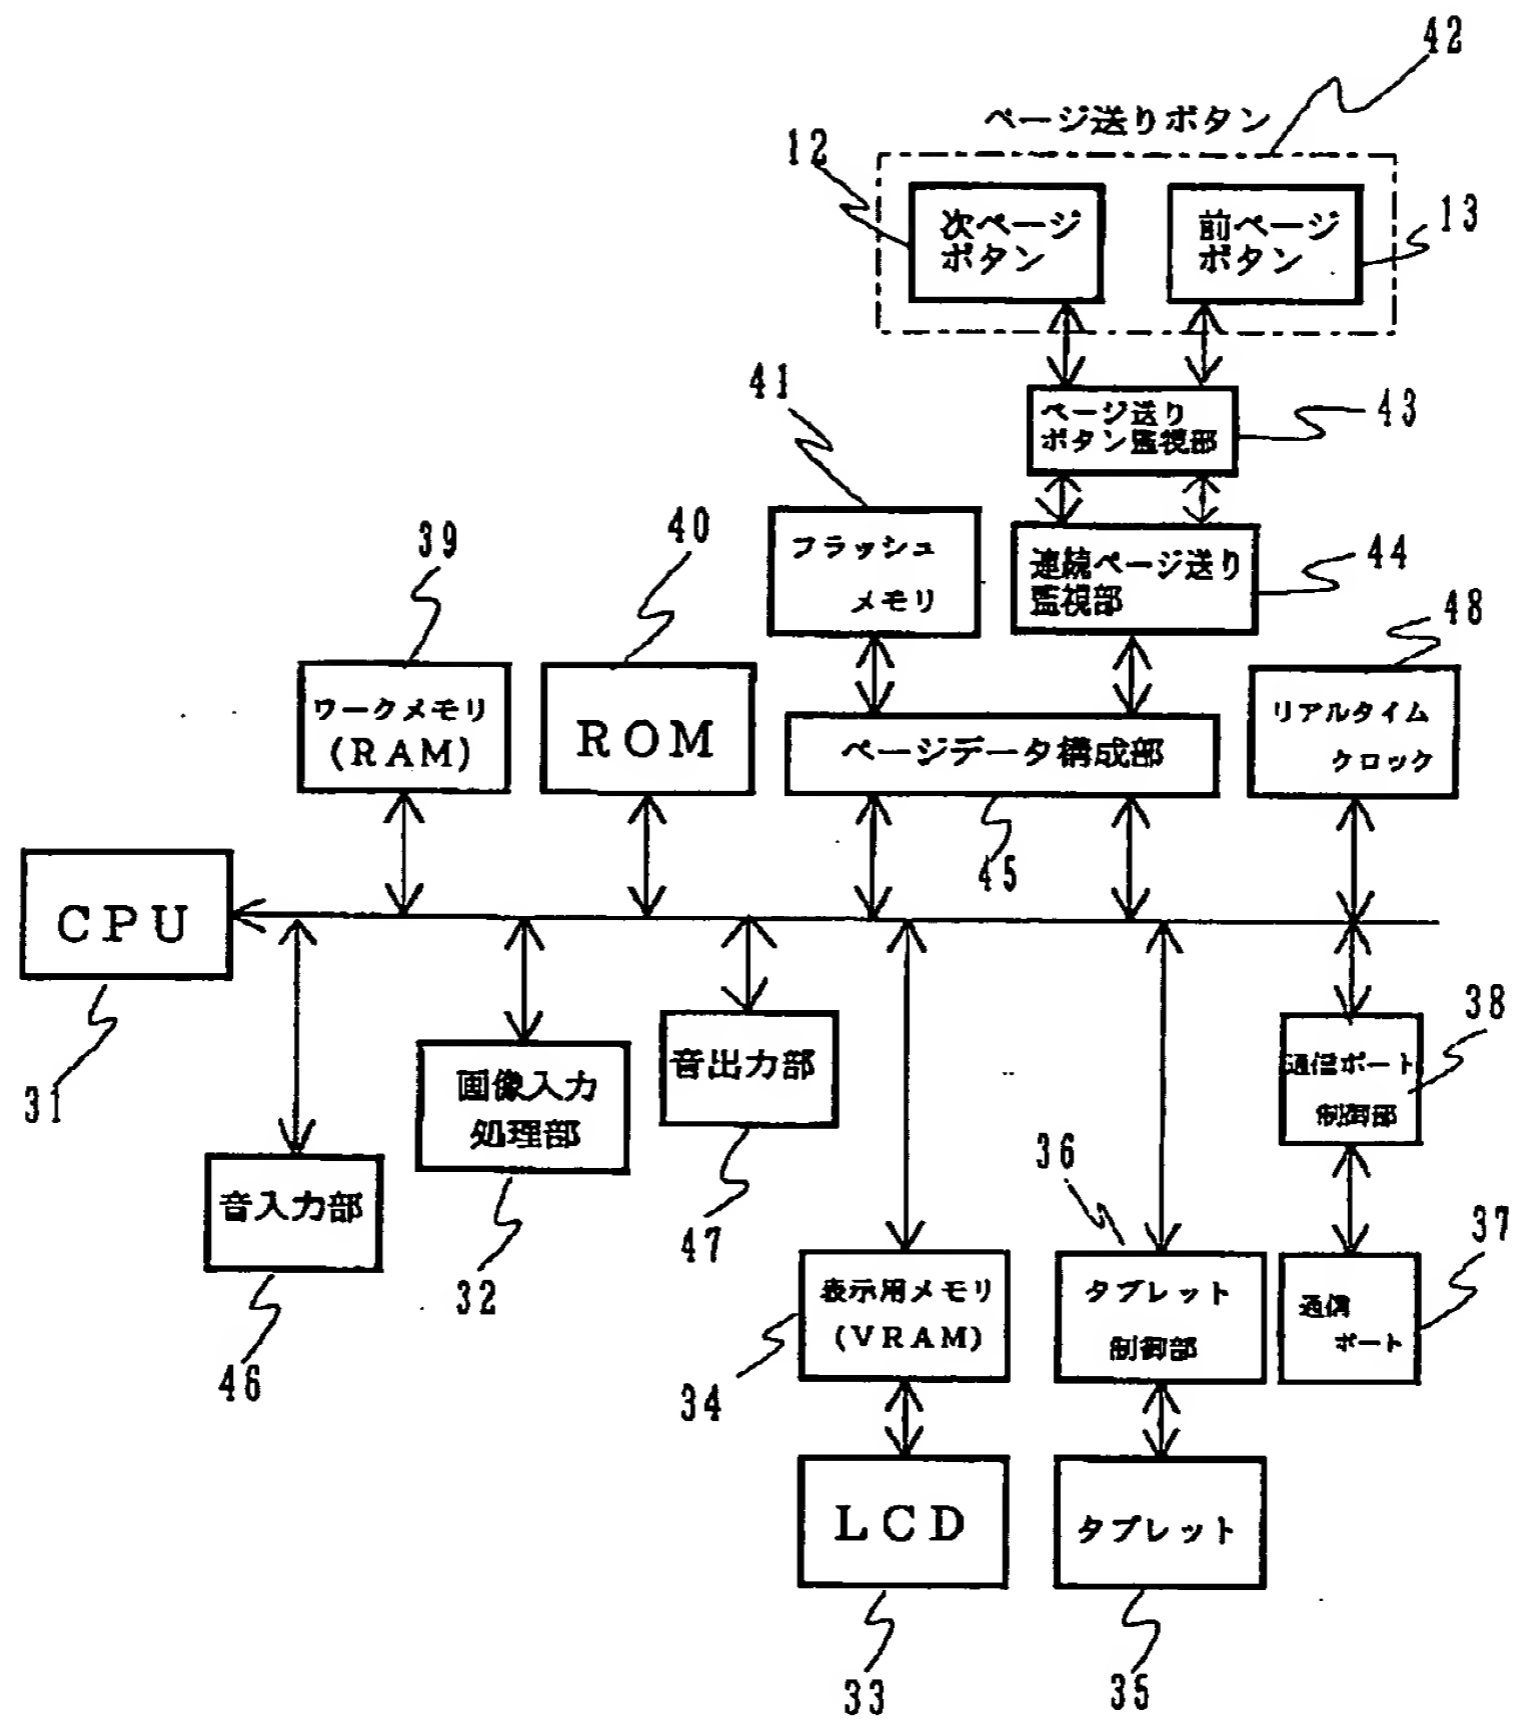 42
ページ送りボタン
12
次ページ
ボタン
前ページ
ボタン
13
41
ページ送り
ボタン監視部
43
39
40
フラッシュ
メモリ
連続ページ送り
監視部
44
48
ワークメモリ
(RAM)
ROM
ページデータ構成部
リアルタイム
クロック
45
CPU
31
38
音出力部
通信ポート
制御部
画像入力
処理部
36
音入力部
47
37
32
表示用メモリ
(VRAM)
タブレット
制御部
通信
ポート
46
34
LCD
タブレット
33
35